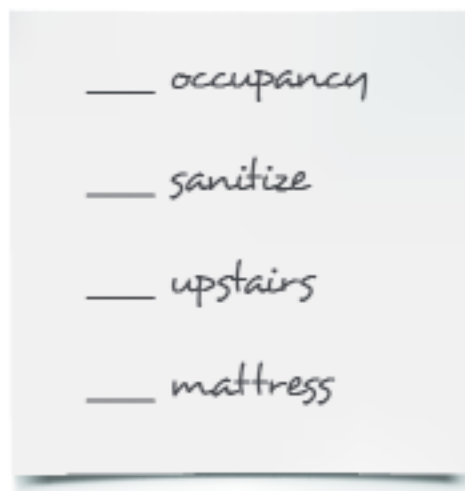 ___ occupancy
___ sanitize
___ upstairs
___ mattress